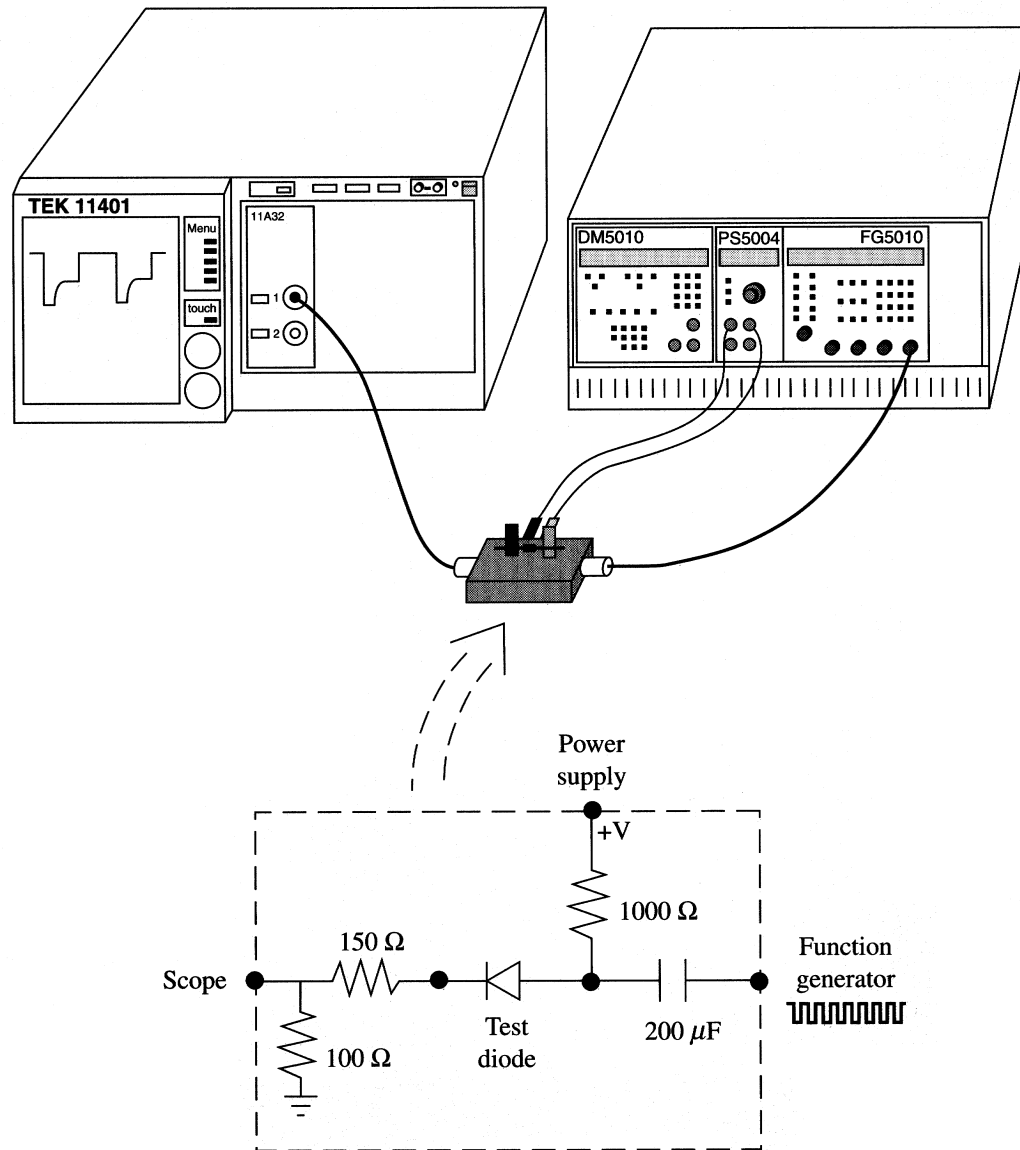 TEK 11401
Menu
touch
11A32
1
2
DM5010
PS5004
FG5010
Power
supply
+V
1000 Ω
150 Ω
Scope
Function
generator
Test
diode
200 μF
100 Ω